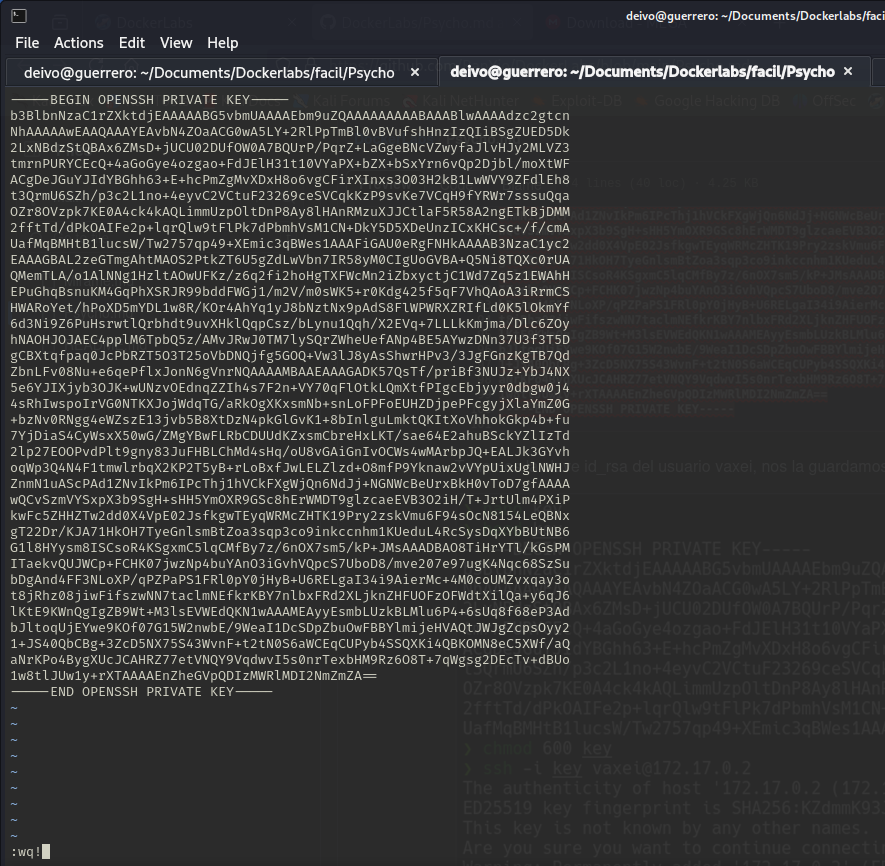 deivo@guerrero: ~/Documents/Dockerlabs/faci
File Actions Edit View Help
deivo@guerrero: ~/Documents/Dockerlabs/facil/Psycho × deivo@guerrero: ~/Documents/Dockerlabs/facil/Psycho ×
-----BEGIN OPENSSH PRIVATE KEY-----
b3BlbnNzaC1rZXktdjEAAAAABG5vbmUAAAAEbm9uZQAAAAAAAAABAAABlwAAAAdzc2gtcn
NhAAAAAwEAAQAAAYEAvbN4ZOaACG0wA5LY+2RlPpTmBl0vBVufshHnzIzQIiBSgZUED5Dk
2LxNBdzStQBAx6ZMsD+jUCU02DUfOW0A7BQUrP/PqrZ+LaGgeBNcVZwyfaJlvHJy2MLVZ3
tmrnPURYCEcQ+4aGoGye4ozgao+FdJElH31t10VYaPX+bZX+bSxYrn6vQp2Djbl/moXtWF
ACgDeJGuYJIdYBGhh63+E+hcPmZgMvXDxH8o6vgCFirXInxs3O03H2kB1LwWVY9ZFdlEh8
t3QrmU6SZh/p3c2L1no+4eyvC2VCtuF23269ceSVCqkKzP9svKe7VCqH9fYRWr7sssuQqa
OZr8OVzpk7KE0A4ck4kAQLimmUzpOltDnP8Ay8lHAnRMzuXJJCtlaF5R58A2ngETkBjDMM
2fftTd/dPkOAIFe2p+lqrQlw9tFlPk7dPbmhVsM1CN+DkY5D5XDeUnzICxKHCsc+/f/cmA
UafMqBMHtB1lucsW/Tw2757qp49+XEmic3qBWes1AAAFiGAU0eRgFNHkAAAAB3NzaC1yc2
EAAAGBAL2zeGTmgAhtMAOS2PtkZT6U5gZdLwVbn7IR58yM0CIgUoGVBA+Q5Ni8TQXc0rUA
QMemTLA/o1AlNNg1HzltAOwUFKz/z6q2fi2hoHgTXFWcMn2iZbxyctjC1Wd7Zq5z1EWAhH
EPuGhqBsnuKM4GqPhXSRJR99bddFWGj1/m2V/m0sWK5+r0Kdg425f5qF7VhQAoA3iRrmCS
HWARoYet/hPoXD5mYDL1w8R/KOr4AhYq1yJ8bNztNx9pAdS8FlWPWRXZRIfLd0K5lOkmYf
6d3Ni9Z6PuHsrwtlQrbhdt9uvXHklQqpCsz/bLynu1Qqh/X2EVq+7LLLkKmjma/Dlc6ZOy
hNAOHJOJAEC4pplM6TpbQ5z/AMvJRwJ0TM7lySQrZWheUefANp4BE5AYwzDNn37U3f3T5D
gCBXtqfpaq0JcPbRZT5O3T25oVbDNQjfg5GOQ+Vw3lJ8yAsShwrHPv3/3JgFGnzKgTB7Qd
ZbnLFv08Nu+e6qePflxJonN6gVnrNQAAAAMBAAEAAAGADK57QsTf/priBf3NUJz+YbJ4NX
5e6YJIXjyb3OJK+wUNzvOEdnqZZIh4s7F2n+VY70qFlOtkLQmXtfPIgcEbjyyr0dbgw0j4
4sRhIwspoIrVG0NTKXJojWdqTG/aRkOgXKxsmNb+snLoFPFoEUHZDjpePFcgyjXlaYmZ0G
+bzNv0RNgg4eWZszE13jvb5B8XtDzN4pkGlGvK1+8bInlguLmktQKItXoVhhokGkp4b+fu
7YjDiaS4CyWsxX50wG/ZMgYBwFLRbCDUUdKZxsmCbreHxLKT/sae64E2ahuBSckYZlIzTd
2lp27EOOPvdPlt9gny83JuFHBLChMd4sHq/oU8vGAiGnIvOCWs4wMArbpJQ+EALJk3GYvh
oqWp3Q4N4F1tmwlrbqX2KP2T5yB+rLoBxfJwLELZlzd+O8mfP9Yknaw2vVYpUixUglNWHJ
ZnmN1uAScPAd1ZNvIkPm6IPcThj1hVCkFXgWjQn6NdJj+NGNWcBeUrxBkH0vToD7gfAAAA
wQCvSzmVYSxpX3b9SgH+sHH5YmOXR9GSc8hErWMDT9glzcaeEVB3O2iH/T+JrtUlm4PXiP
kwFc5ZHHZTw2dd0X4VpE02JsfkgwTEyqWRMcZHTK19Pry2zskVmu6F94sOcN8154LeQBNx
gT22Dr/KJA71HkOH7TyeGnlsmBtZoa3sqp3co9inkccnhm1KUeduL4RcSysDqXYbBUtNB6
G1l8HYysm8ISCsoR4KSgxmC5lqCMfBy7z/6nOX7sm5/kP+JMsAAADBAO8TiHrYTl/kGsPM
ITaekvQUJWCp+FCHK07jwzNp4buYAnO3iGvhVQpcS7UboD8/mve207e97ugK4Nqc68SzSu
bDgAnd4FF3NLoXP/qPZPaPS1FRl0pY0jHyB+U6RELgaI34i9AierMc+4M0coUMZvxqay3o
t8jRhz08jiwFifszwNN7taclmNEfkrKBY7nlbxFRd2XLjknZHFUOFzOFWdtXilQa+y6qJ6
lKtE9KWNQgIgZB9Wt+M3lsEVWEdQKN1wAAAMEAyyEsmbLUzkBLMlu6P4+6sUq8f68eP3Ad
bJltoqUjEYwe9KOf07G15W2nwbE/9WeaI1DcSDpZbuOwFBBYlmijeHVAQtJWJgZcpsOyy2
1+JS40QbCBg+3ZcD5NX75S43WvnF+t2tN0S6aWCEqCUPyb4SSQXKi4QBKOMN8eC5XWf/aQ
aNrKPo4BygXUcJCAHRZ77etVNQY9VqdwvI5s0nrTexbHM9Rz6O8T+7qWgsg2DEcTv+dBUo
1w8tlJUw1y+rXTAAAAEnZheGVpQDIzMWRlMDI2NmZmZA==
-----END OPENSSH PRIVATE KEY-----
~
~
~
~
~
~
~
~
~
:wq!